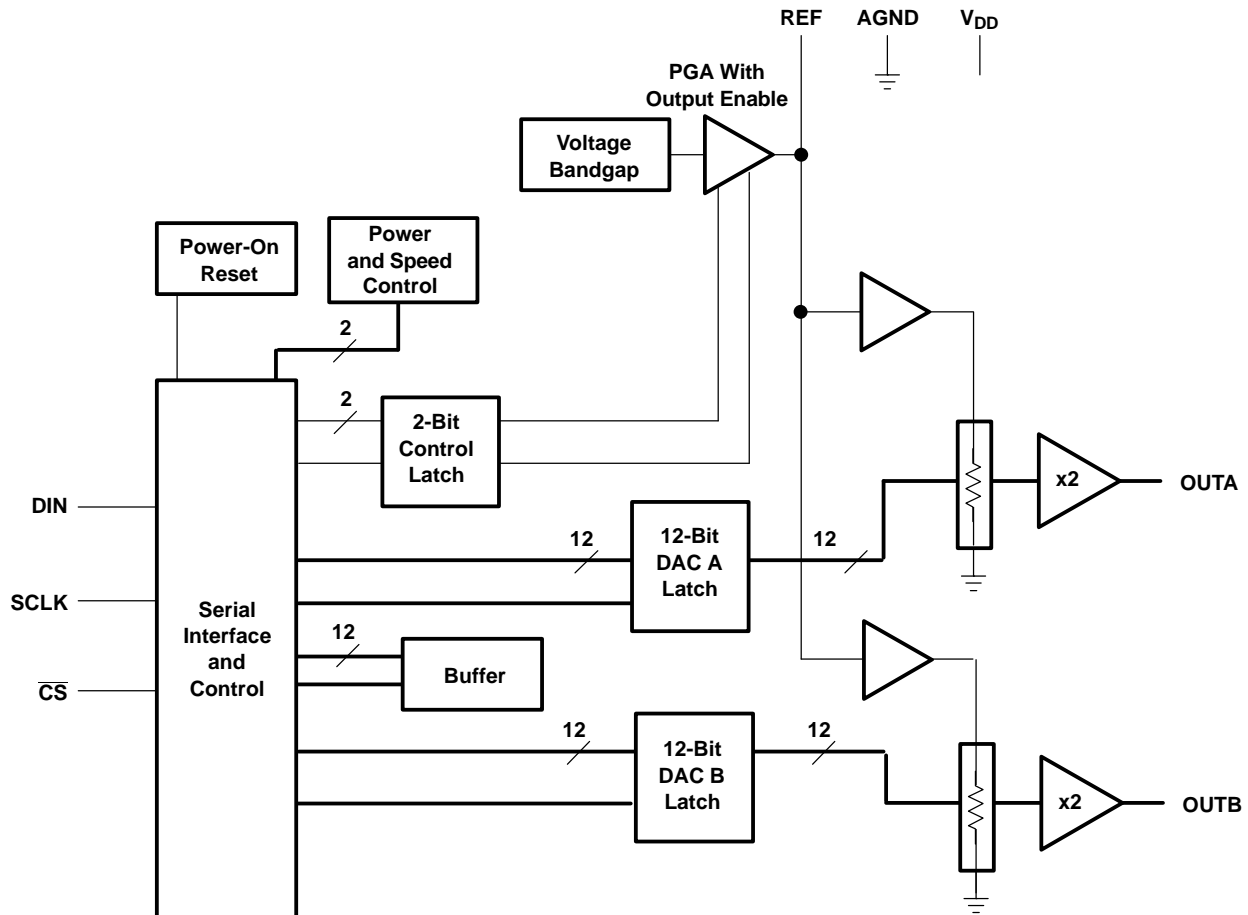 REF AGND VDD
PGA With
Output Enable
Voltage
Bandgap
Power-On
Reset
Power
and Speed
Control
2
2
2-Bit
Control
Latch
x2
OUTA
DIN
12
12-Bit
DAC A
Latch
12
SCLK
Serial
Interface
and
Control
12
Buffer
CS
12
12-Bit
DAC B
Latch
12
x2
OUTB